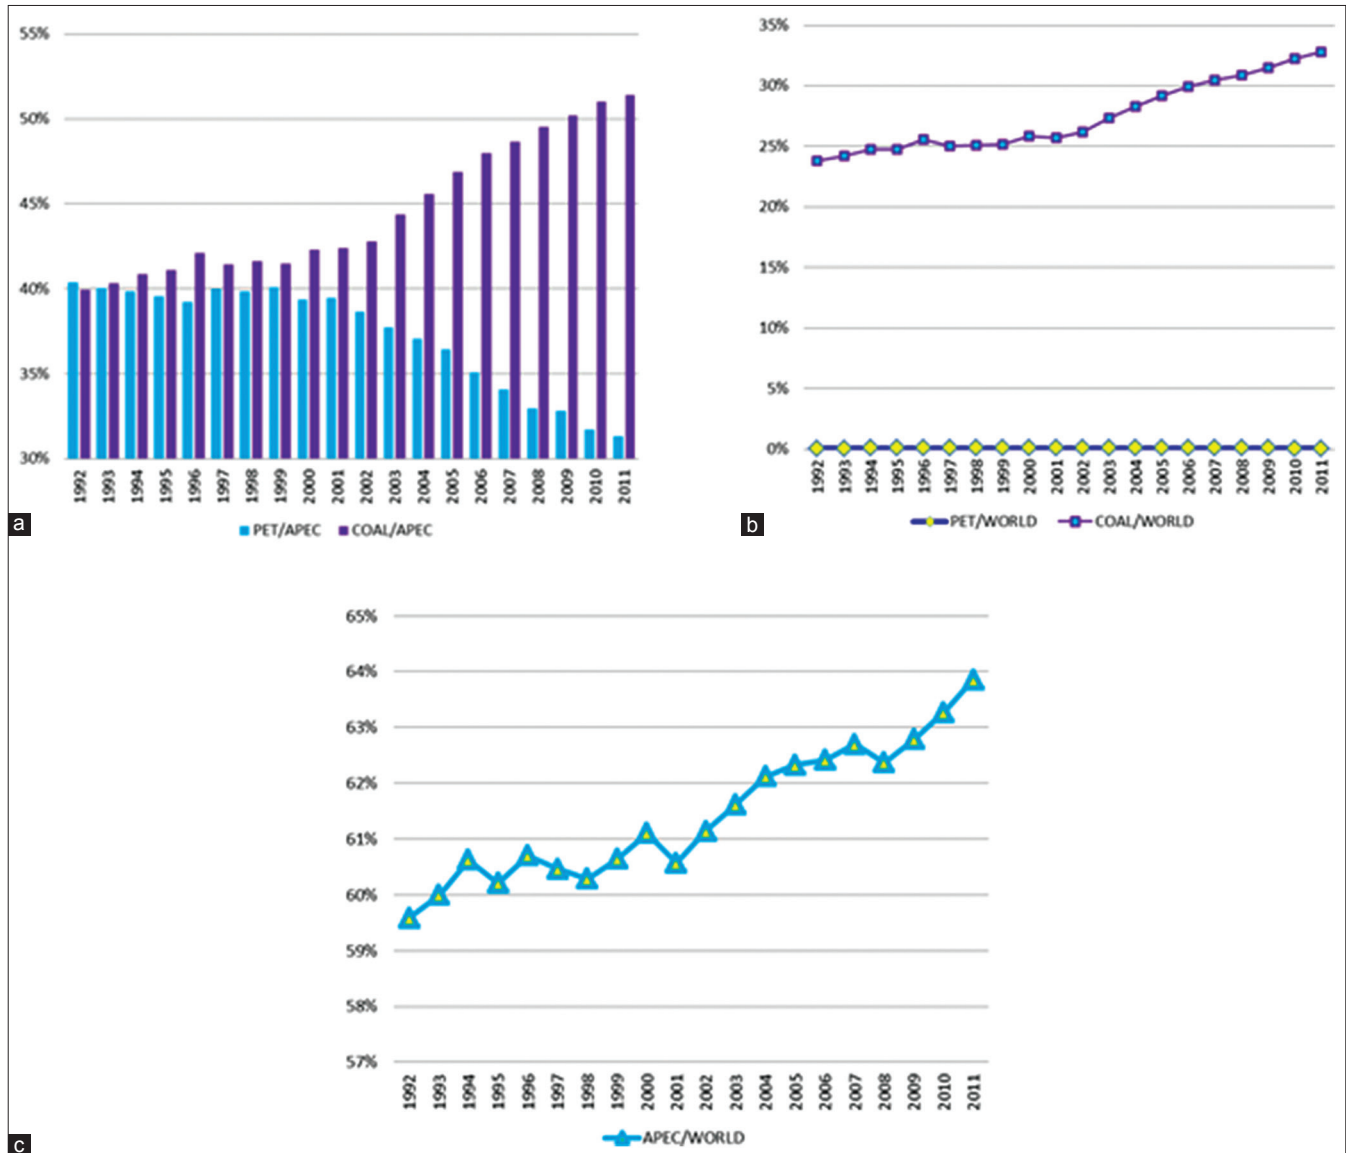 55%
50%
45%
40%
35%
30%
1992 1993 1994 1995 1996 1997 1998 1999 2000 2001 2002 2003 2004 2005 2006 2007 2008 2009 2010 2011
PET/APEC COAL/APEC
a
35%
30%
25%
20%
15%
10%
5%
0%
1992 1993 1994 1995 1996 1997 1998 1999 2000 2001 2002 2003 2004 2005 2006 2007 2008 2009 2010 2011
PET/WORLD COAL/WORLD
b
65%
64%
63%
62%
61%
60%
59%
58%
57%
1992 1993 1994 1995 1996 1997 1998 1999 2000 2001 2002 2003 2004 2005 2006 2007 2008 2009 2010 2011
APEC/WORLD
c